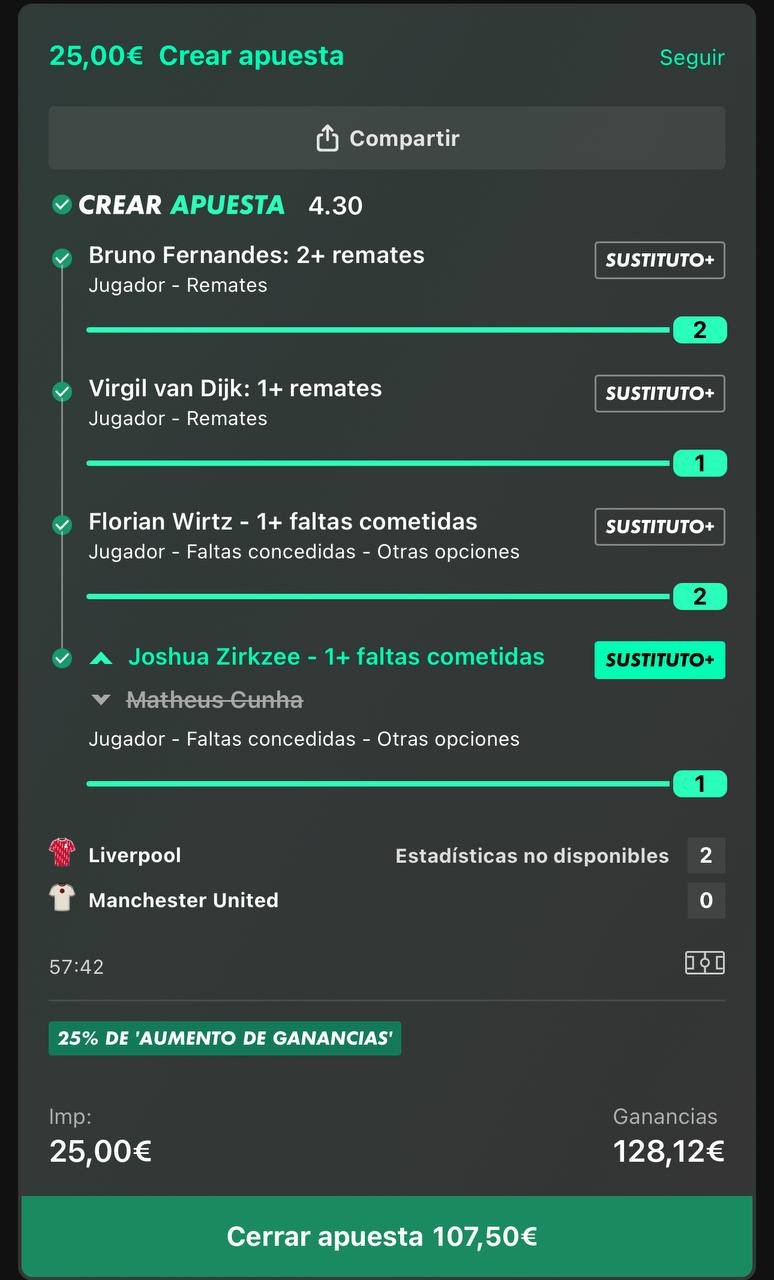 25,00€ Crear apuesta
Seguir
Compartir
CREAR APUESTA 4.30
Bruno Fernandes: 2+ remates
SUSTITUTO+
Jugador - Remates
2
Virgil van Dijk: 1+ remates
SUSTITUTO+
Jugador - Remates
1
Florian Wirtz - 1+ faltas cometidas
SUSTITUTO+
Jugador - Faltas concedidas - Otras opciones
2
Joshua Zirkzee - 1+ faltas cometidas
SUSTITUTO+
Matheus Cunha
Jugador - Faltas concedidas - Otras opciones
1
Liverpool
Estadísticas no disponibles
2
Manchester United
0
57:42
25% DE 'AUMENTO DE GANANCIAS'
Imp:
Ganancias
25,00€
128,12€
Cerrar apuesta 107,50€